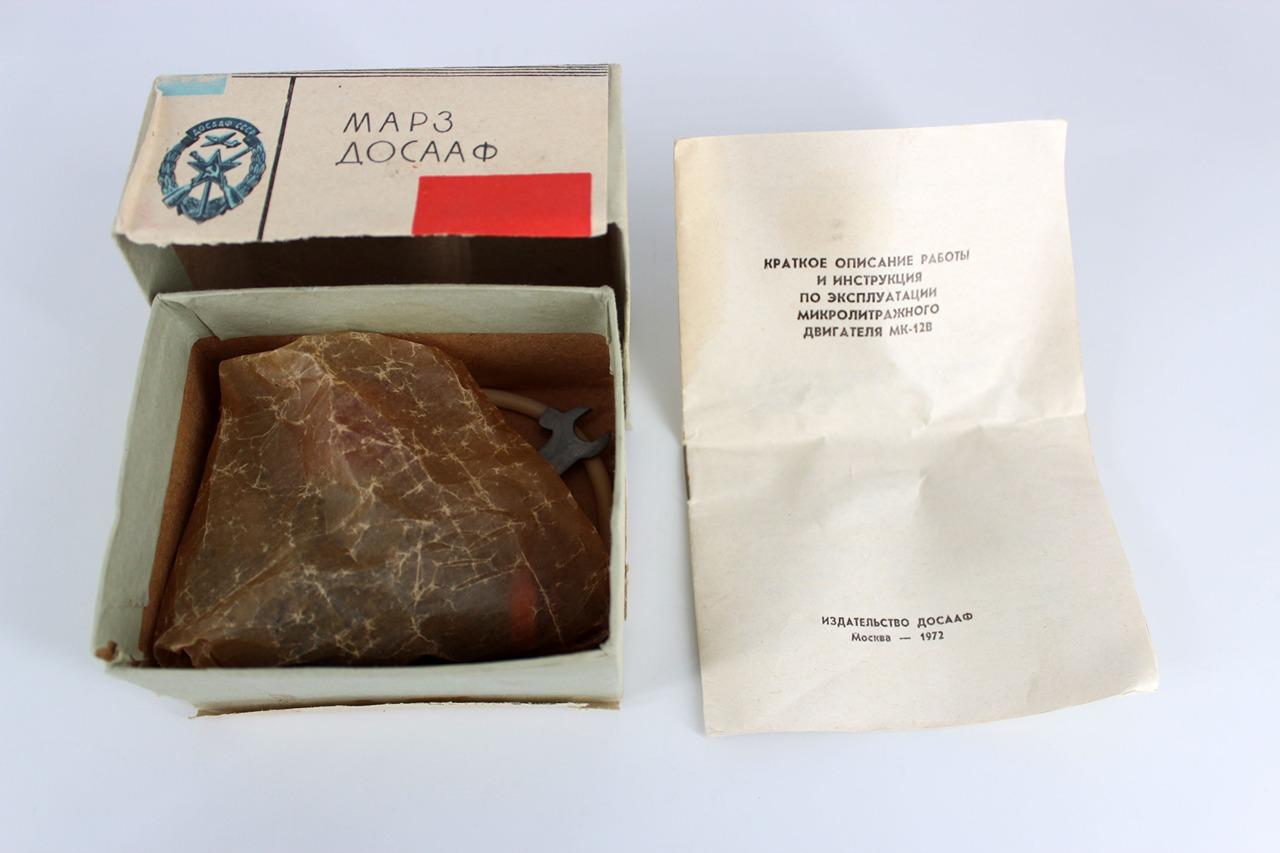 ДОСААФ СССР
МАРЗ
ДОСААФ
КРАТКОЕ ОПИСАНИЕ РАБОТЫ
И ИНСТРУКЦИЯ
ПО ЭКСПЛУАТАЦИИ
МИКРОЛИТРАЖНОГО
ДВИГАТЕЛЯ МК-12В
ИЗДАТЕЛЬСТВО ДОСААФ
Москва — 1972